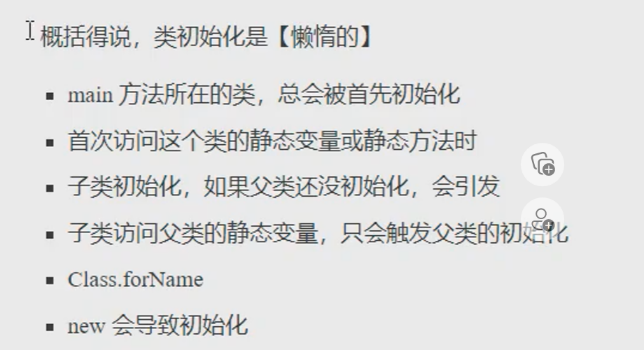 概括得说，类初始化是【懒惰的】
main 方法所在的类，总会被首先初始化
首次访问这个类的静态变量或静态方法时
子类初始化，如果父类还没初始化，会引发
子类访问父类的静态变量，只会触发父类的初始化
Class.forName
new 会导致初始化